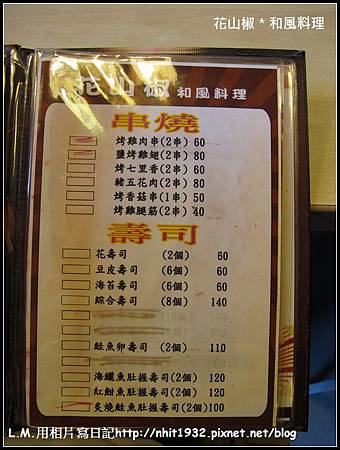 花山椒 * 和風料理
花山椒 和風料理
串燒
烤雞肉串(2串) 60
鹽烤雞翅(2串) 80
烤七里香(2串) 60
豬五花肉(2串) 80
烤香菇串(1串) 50
烤雞腿筋(2串) 40
壽司
花壽司 (2個) 60
豆皮壽司 (6個) 60
海苔壽司 (6個) 60
綜合壽司 (8個) 140
鮭魚卵壽司 (2個) 110
海鱺魚肚握壽司(2個) 120
紅魽魚肚握壽司(2個) 120
炙燒鮭魚肚握壽司(2個)100
L.M.用相片寫日記http://nhit1932.pixnet.net/blog